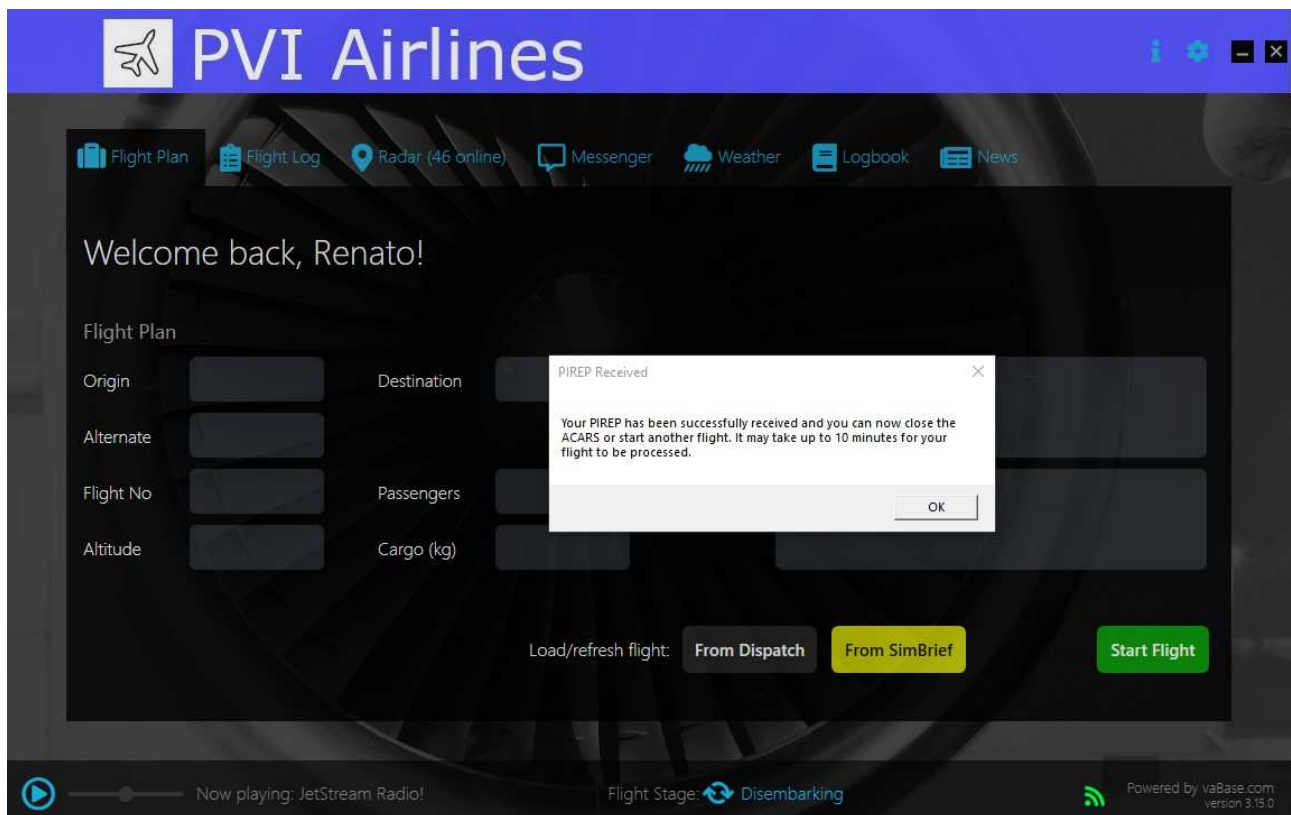 PVI Airlines
Flight Plan
Flight Log
Radar (46 online)
Messenger
Weather
Logbook
News
Welcome back, Renato!
Flight Plan
Origin
Destination
Alternate
Flight No
Passengers
Altitude
Cargo (kg)
PIREP Received
Your PIREP has been successfully received and you can now close the
ACARS or start another flight. It may take up to 10 minutes for your
flight to be processed.
OK
Load/refresh flight:
From Dispatch
From SimBrief
Start Flight
Now playing: JetStream Radio!
Flight Stage:
Disembarking
Powered by vaBase.com
version 3.15.0